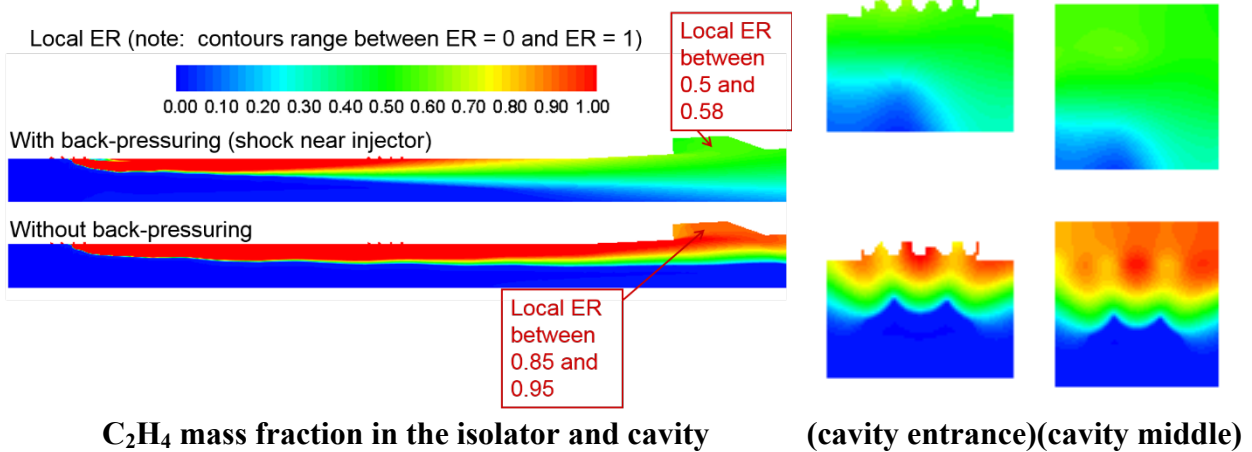 Local ER (note: contours range between ER = 0 and ER = 1)
0.00 0.10 0.20 0.30 0.40 0.50 0.60 0.70 0.80 0.90 1.00
With back-pressuring (shock near injector)
Local ER
between
0.5 and
0.58
Without back-pressuring
Local ER
between
0.85 and
0.95
C₂H₄ mass fraction in the isolator and cavity
(cavity entrance)(cavity middle)